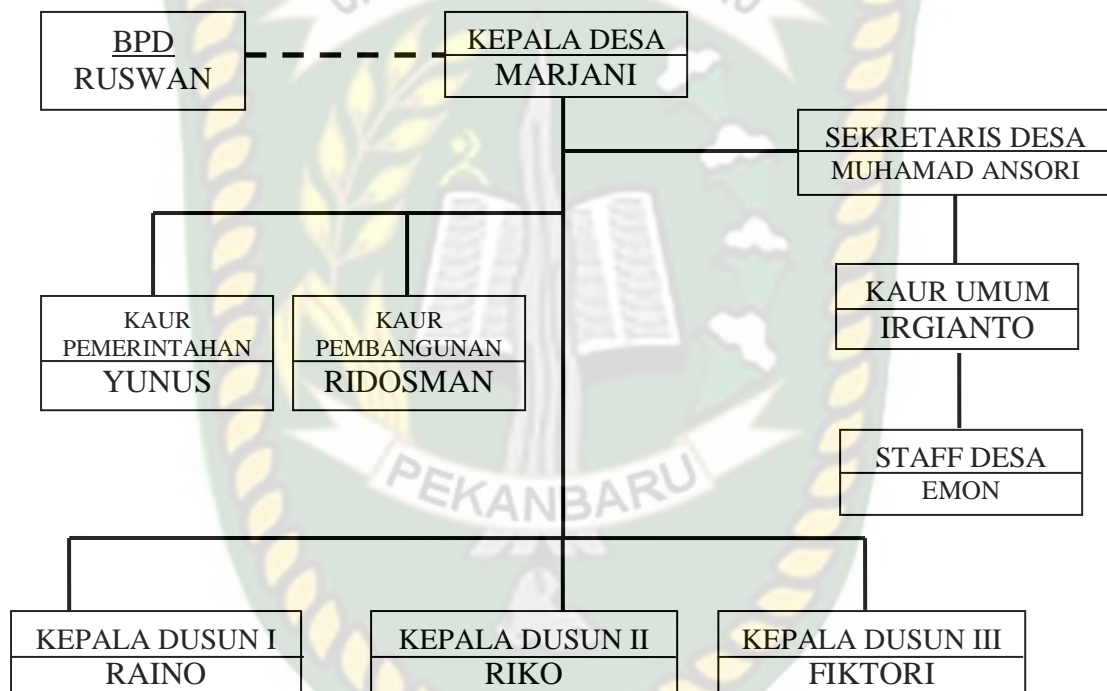 BPD
RUSWAN
KEPALA DESA
MARJANI
SEKRETARIS DESA
MUHAMAD ANSORI
KAUR
PEMERINTAHAN
YUNUS
KAUR
PEMBANGUNAN
RIDOSMAN
KAUR UMUM
IRGIANTO
STAFF DESA
EMON
PEKANBARU
KEPALA DUSUN I
RAINO
KEPALA DUSUN II
RIKO
KEPALA DUSUN III
FIKTORI